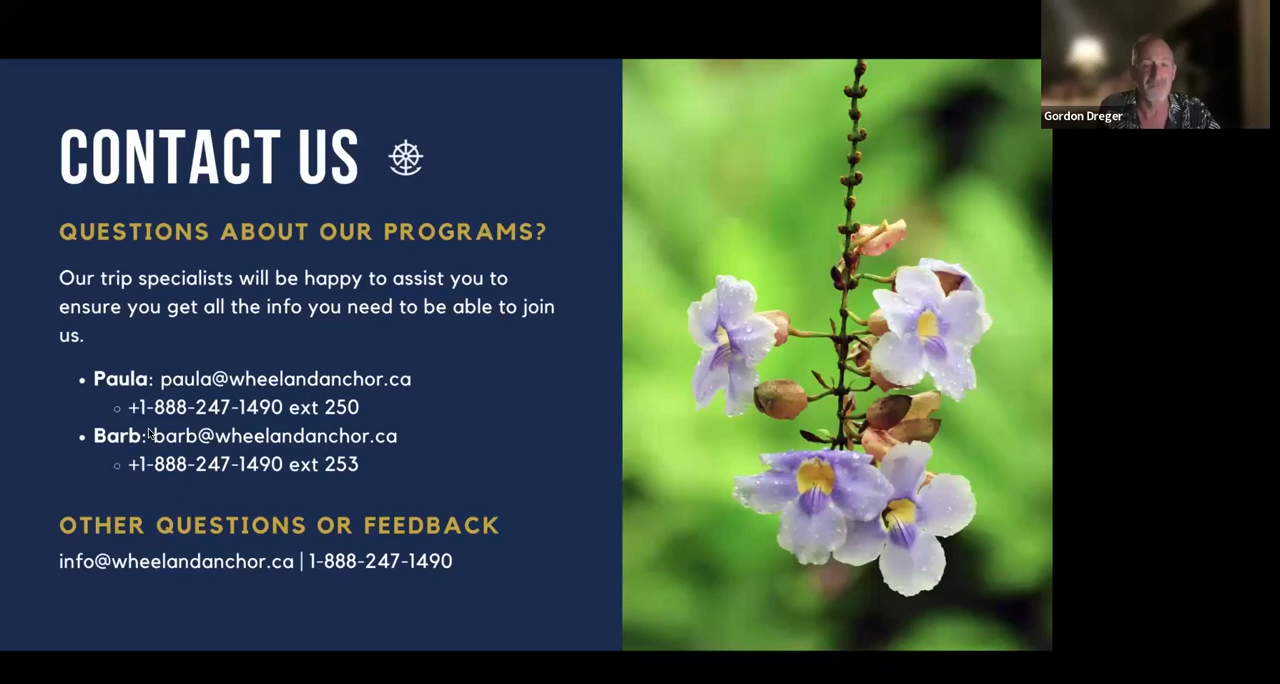 CONTACT US
Gordon Dreger
QUESTIONS ABOUT OUR PROGRAMS?
Our trip specialists will be happy to assist you to
ensure you get all the info you need to be able to join
us.
• Paula: paula@wheelandanchor.ca
◦ +1-888-247-1490 ext 250
• Barb: barb@wheelandanchor.ca
◦ +1-888-247-1490 ext 253
OTHER QUESTIONS OR FEEDBACK
info@wheelandanchor.ca | 1-888-247-1490